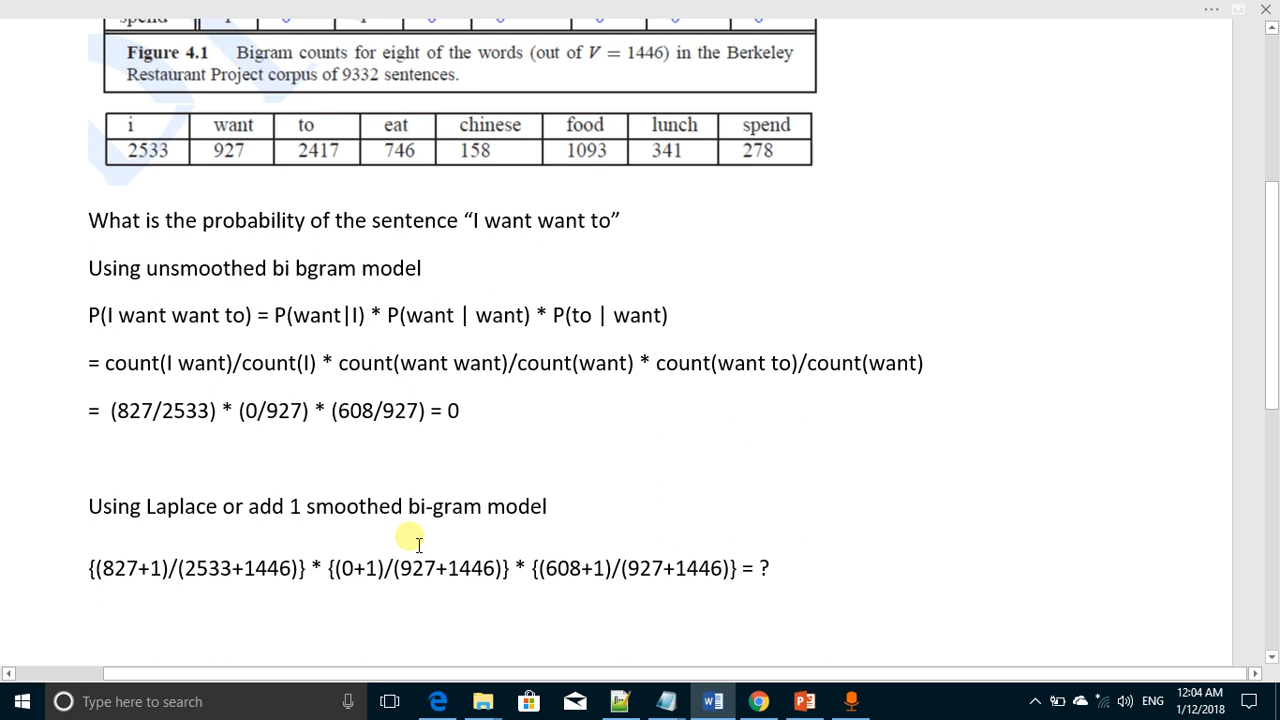 spend
Figure 4.1 Bigram counts for eight of the words (out of V = 1446) in the Berkeley
Restaurant Project corpus of 9332 sentences.
i want to eat chinese food lunch spend
2533 927 2417 746 158 1093 341 278
What is the probability of the sentence “I want want to”
Using unsmoothed bi bgram model
P(I want want to) = P(want|I) * P(want | want) * P(to | want)
= count(I want)/count(I) * count(want want)/count(want) * count(want to)/count(want)
= (827/2533) * (0/927) * (608/927) = 0
Using Laplace or add 1 smoothed bi-gram model
{(827+1)/(2533+1446)} * {(0+1)/(927+1446)} * {(608+1)/(927+1446)} = ?
Type here to search
ENG
12:04 AM
1/12/2018